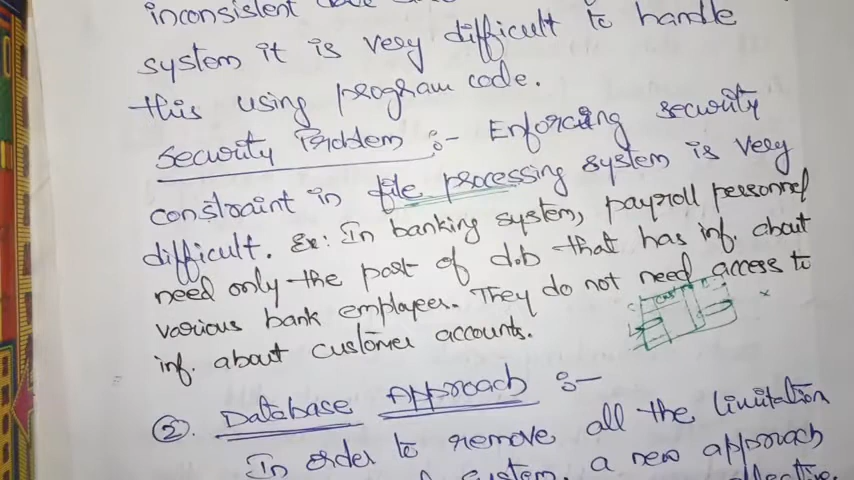 inconsistent
system it is very difficult to handle
this using program code.
Security Problem :- Enforcing security
constraint in file processing system is very
difficult. Ex: In banking system, payroll personnel
need only the part of d.b that has inf. about
various bank employees. They do not need access to
inf. about customer accounts.
②. Database Approach :-
In order to remove all the limitation
system, a new approach